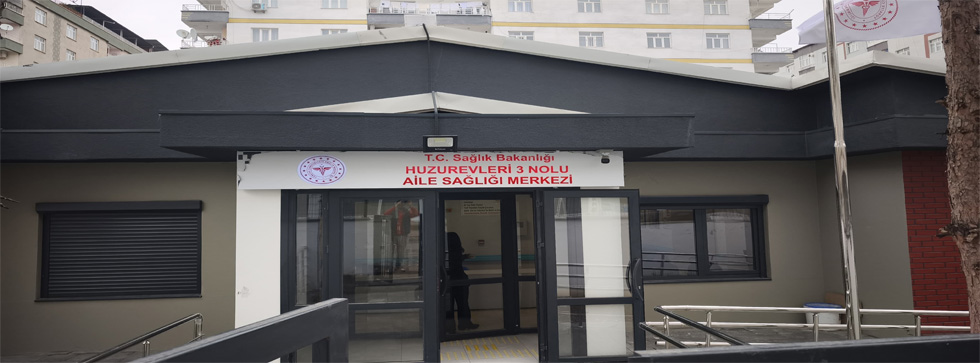 T.C. Sağlık Bakanlığı
HUZUREVLERİ 3 NOLU
AİLE SAĞLIĞI MERKEZİ